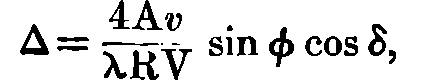 Δ = 4Av/λRV sin φ cos δ,